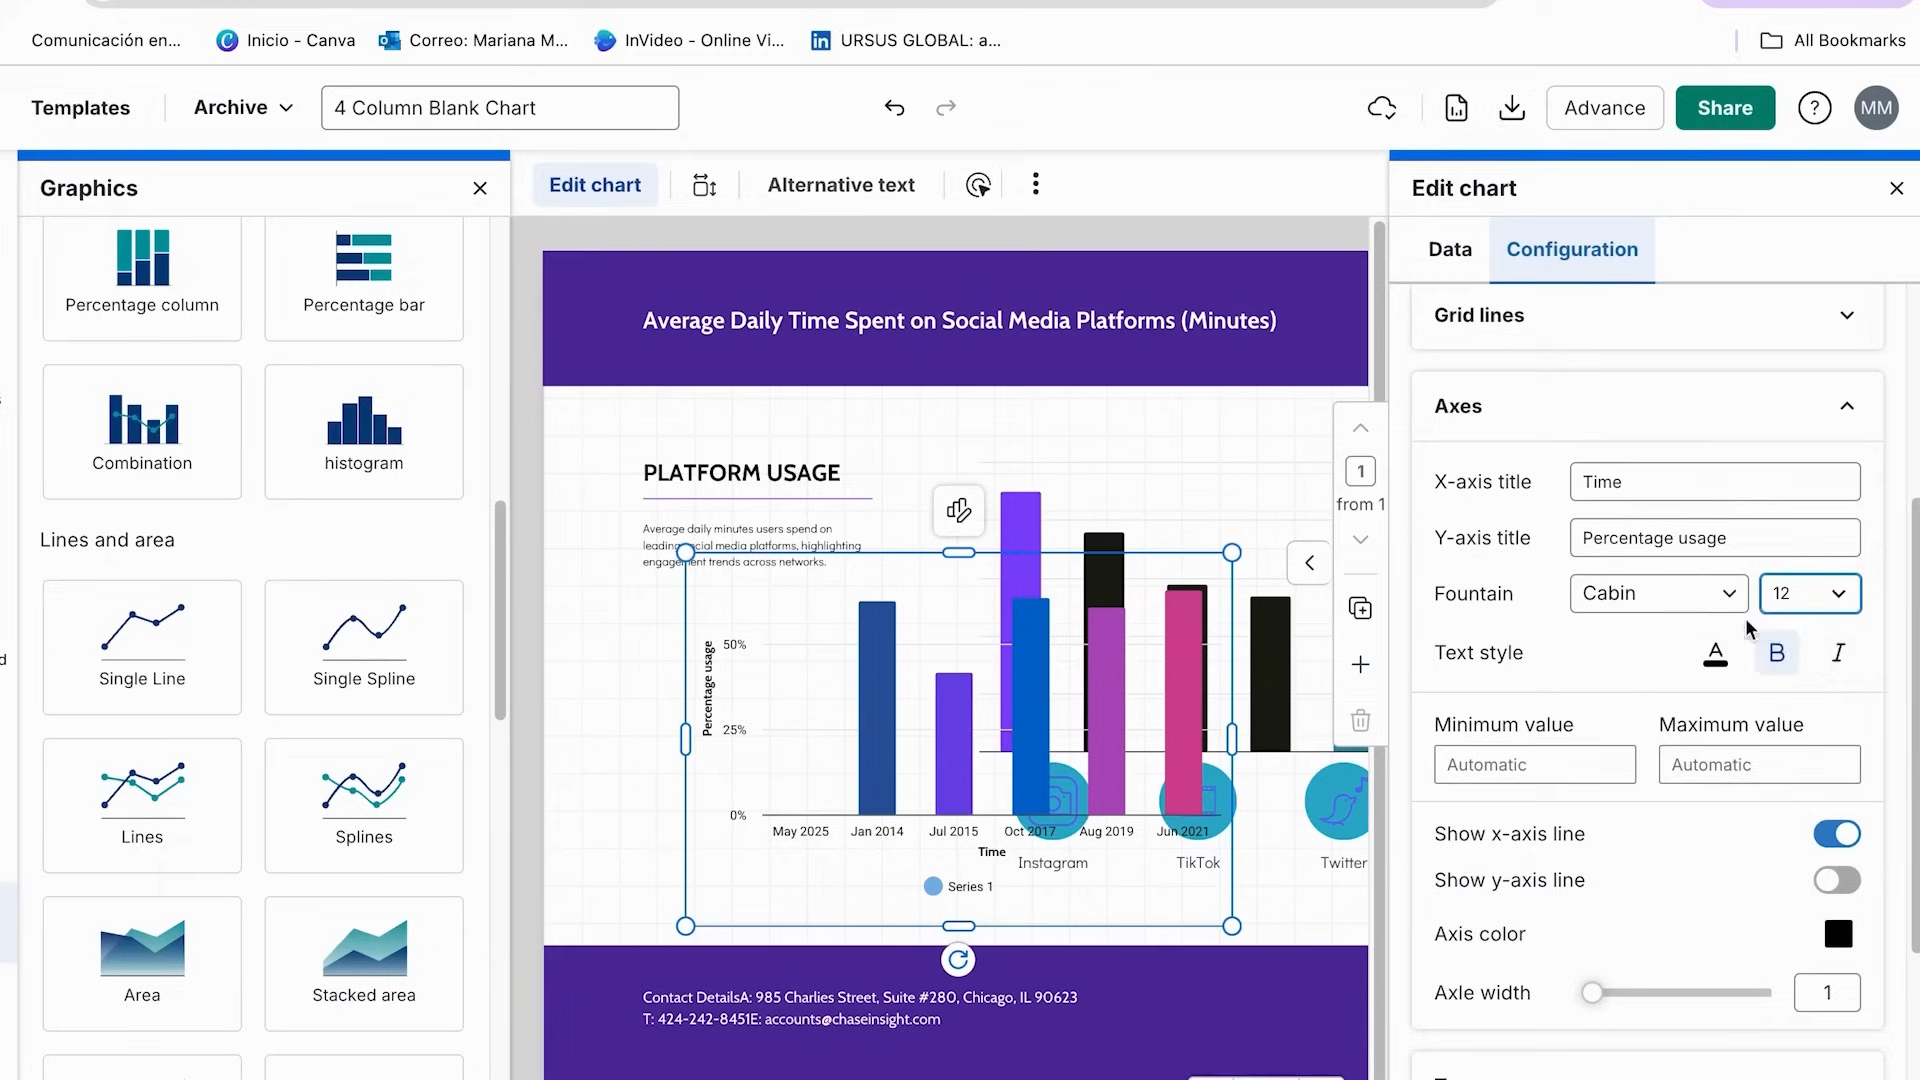 Comunicación en...
Inicio - Canva
Correo: Mariana M...
InVideo - Online Vi...
URSUS GLOBAL: a...
All Bookmarks
Templates
Archive
4 Column Blank Chart
Advance
Share
?
MM
Graphics
Percentage column
Percentage bar
Combination
histogram
Lines and area
Single Line
Single Spline
Lines
Splines
Area
Stacked area
Edit chart
Alternative text
Average Daily Time Spent on Social Media Platforms (Minutes)
PLATFORM USAGE
Average daily minutes users spend on
leading social media platforms, highlighting
engagement trends across networks.
Percentage usage
50%
25%
0%
May 2025
Jan 2014
Jul 2015
Oct 2017
Aug 2019
Jun 2021
Time
Instagram
TikTok
Twitter
Series 1
Contact DetailsA: 985 Charlies Street, Suite #280, Chicago, IL 90623
T: 424-242-8451E: accounts@chaseinsight.com
1
from 1
Edit chart
Data
Configuration
Grid lines
Axes
X-axis title
Time
Y-axis title
Percentage usage
Fountain
Cabin
12
Text style
A
B
I
Minimum value
Maximum value
Automatic
Automatic
Show x-axis line
Show y-axis line
Axis color
Axle width
1